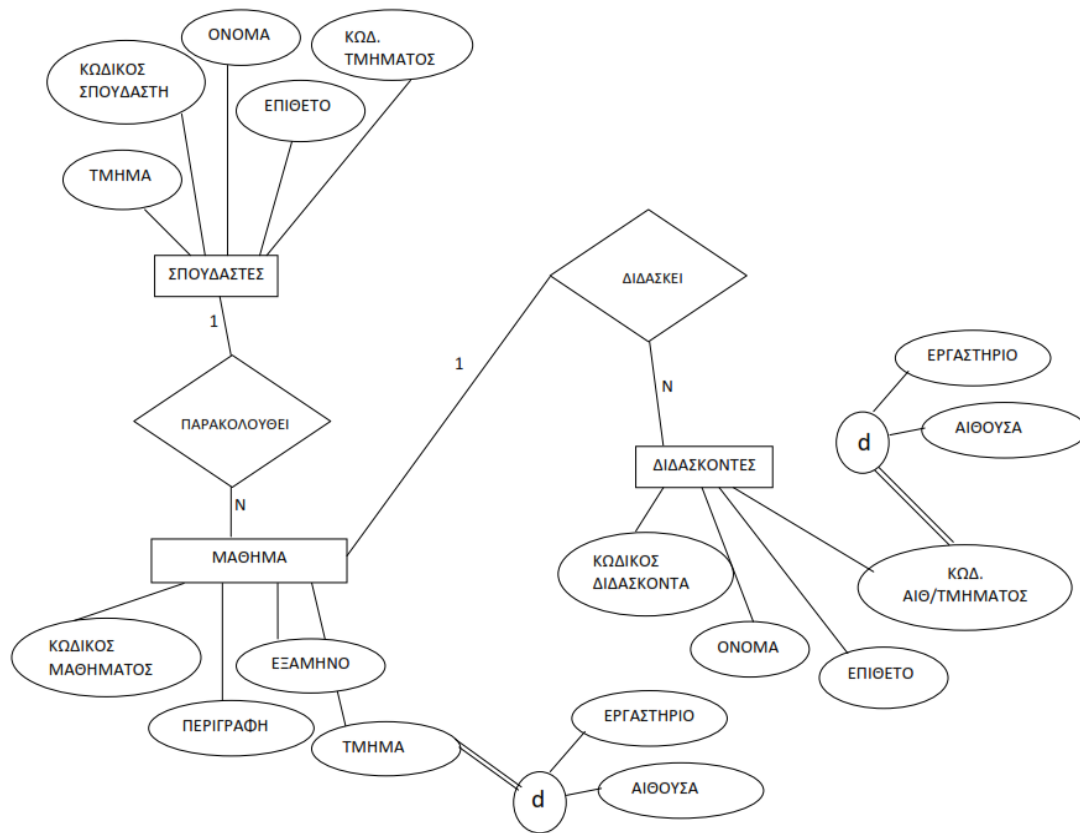 ΟΝΟΜΑ
ΚΩΔ.
ΤΜΗΜΑΤΟΣ
ΚΩΔΙΚΟΣ
ΣΠΟΥΔΑΣΤΗ
ΕΠΙΘΕΤΟ
ΤΜΗΜΑ
ΣΠΟΥΔΑΣΤΕΣ
ΔΙΔΑΣΚΕΙ
1
1
N
ΕΡΓΑΣΤΗΡΙΟ
ΑΙΘΟΥΣΑ
d
ΠΑΡΑΚΟΛΟΥΘΕΙ
ΔΙΔΑΣΚΟΝΤΕΣ
N
ΜΑΘΗΜΑ
ΚΩΔΙΚΟΣ
ΔΙΔΑΣΚΟΝΤΑ
ΚΩΔ.
ΑΙΘ/ΤΜΗΜΑΤΟΣ
ΟΝΟΜΑ
ΕΠΙΘΕΤΟ
ΚΩΔΙΚΟΣ
ΜΑΘΗΜΑΤΟΣ
ΕΞΑΜΗΝΟ
ΠΕΡΙΓΡΑΦΗ
ΤΜΗΜΑ
ΕΡΓΑΣΤΗΡΙΟ
ΑΙΘΟΥΣΑ
d